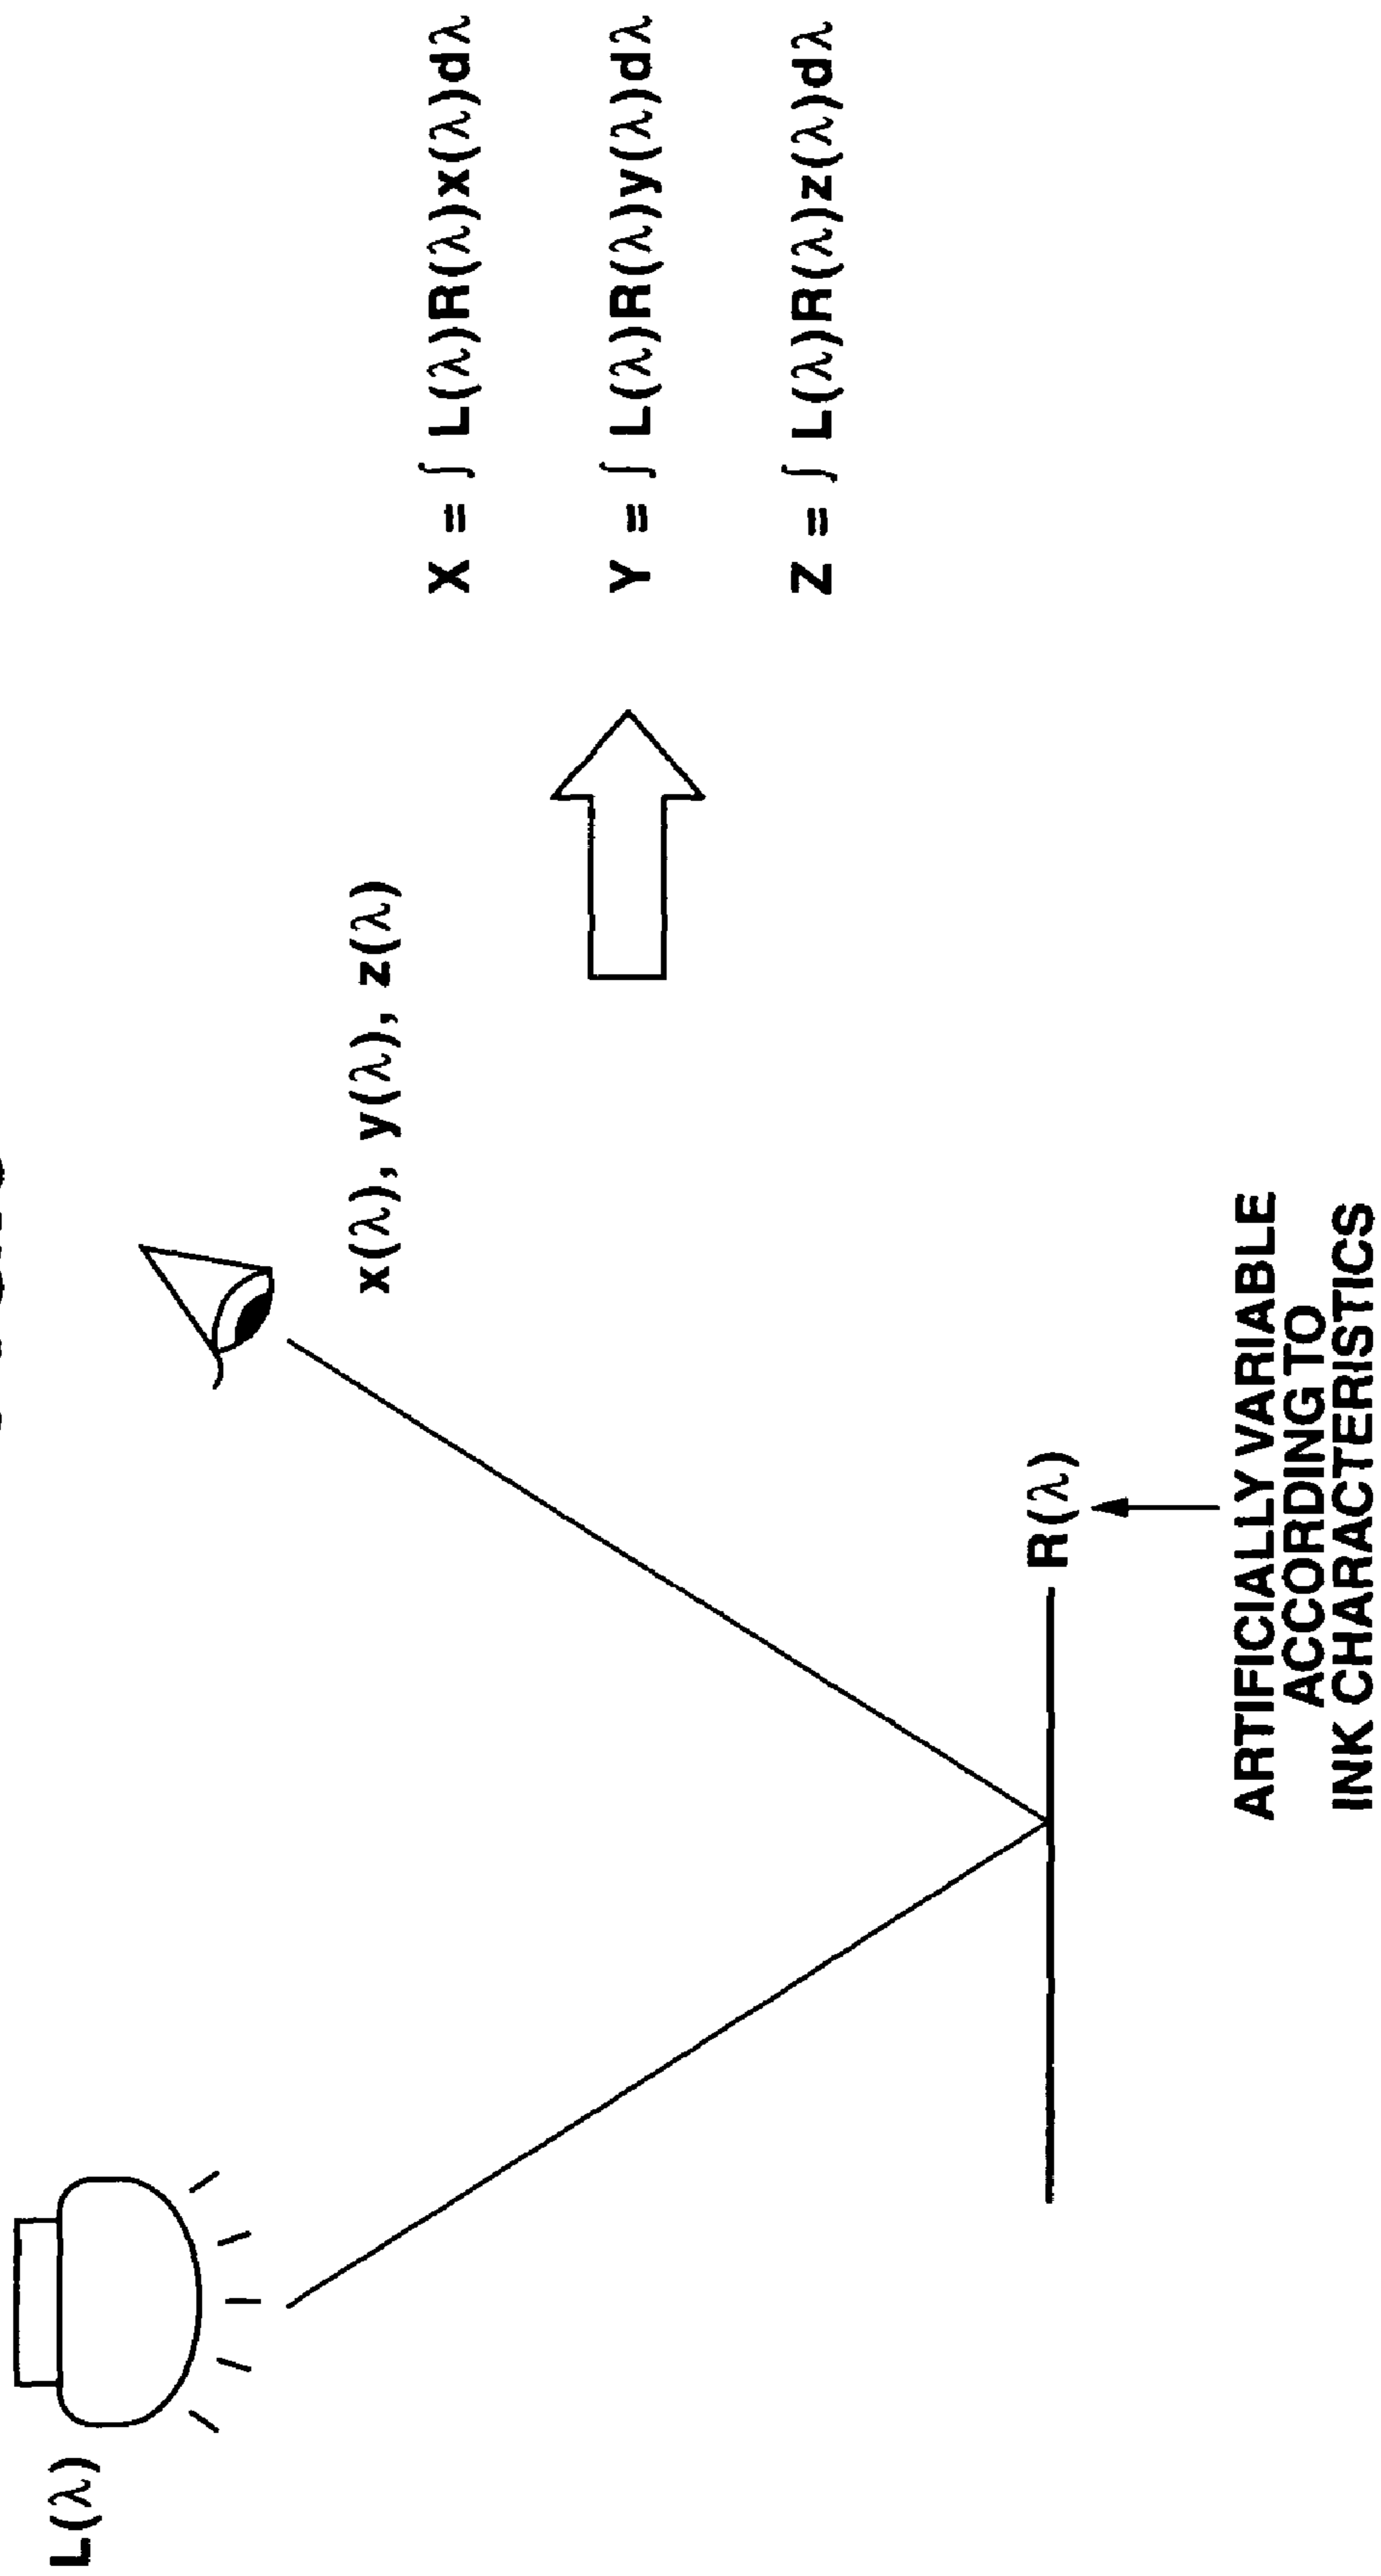 L(λ)
x(λ), y(λ), z(λ)
X = ∫ L(λ)R(λ)x(λ)dλ
Y = ∫ L(λ)R(λ)y(λ)dλ
Z = ∫ L(λ)R(λ)z(λ)dλ
R(λ)
ARTIFICIALLY VARIABLE
ACCORDING TO
INK CHARACTERISTICS